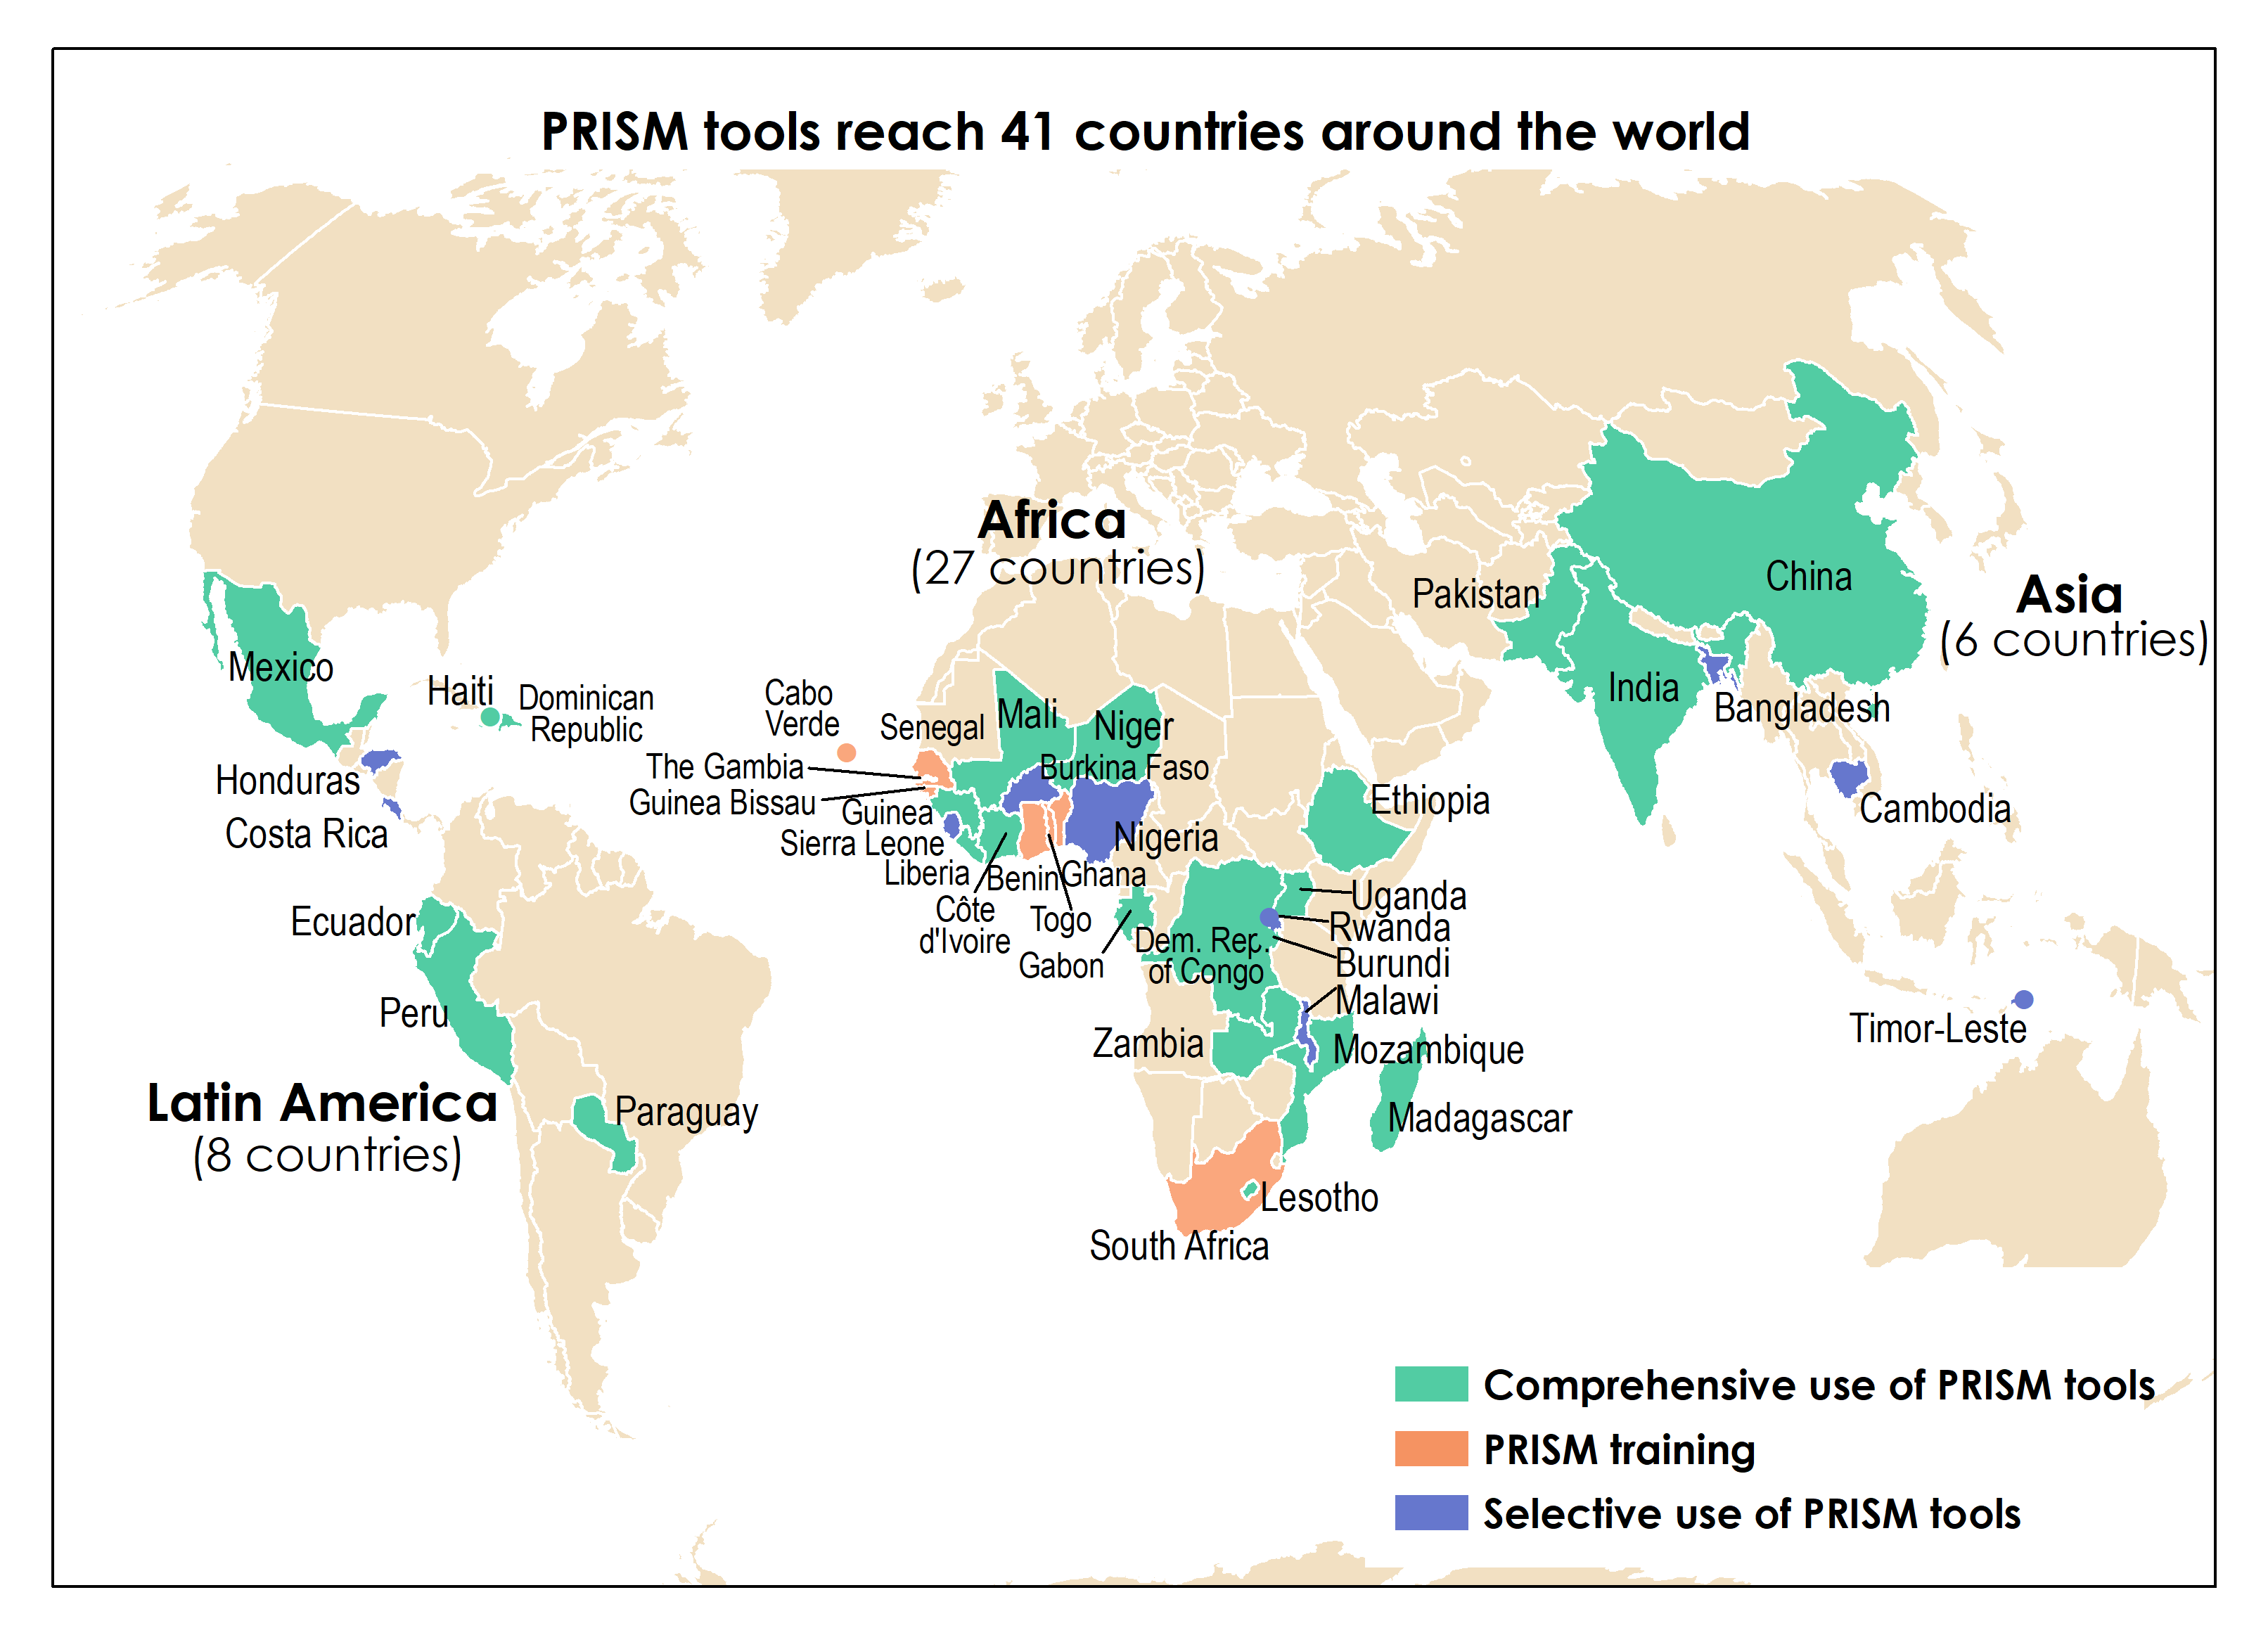 PRISM tools reach 41 countries around the world
Africa
(27 countries)
Asia
(6 countries)
Latin America
(8 countries)
Mexico
Haiti
Dominican
Republic
Honduras
Costa Rica
Ecuador
Peru
Paraguay
Cabo
Verde
Senegal
Mali
Niger
The Gambia
Burkina Faso
Guinea Bissau
Guinea
Sierra Leone
Nigeria
Liberia
Benin
Ghana
Côte
d'Ivoire
Togo
Gabon
Ethiopia
Uganda
Rwanda
Dem. Rep.
of Congo
Burundi
Malawi
Zambia
Mozambique
Madagascar
Lesotho
South Africa
Pakistan
China
India
Bangladesh
Cambodia
Timor-Leste
Comprehensive use of PRISM tools
PRISM training
Selective use of PRISM tools